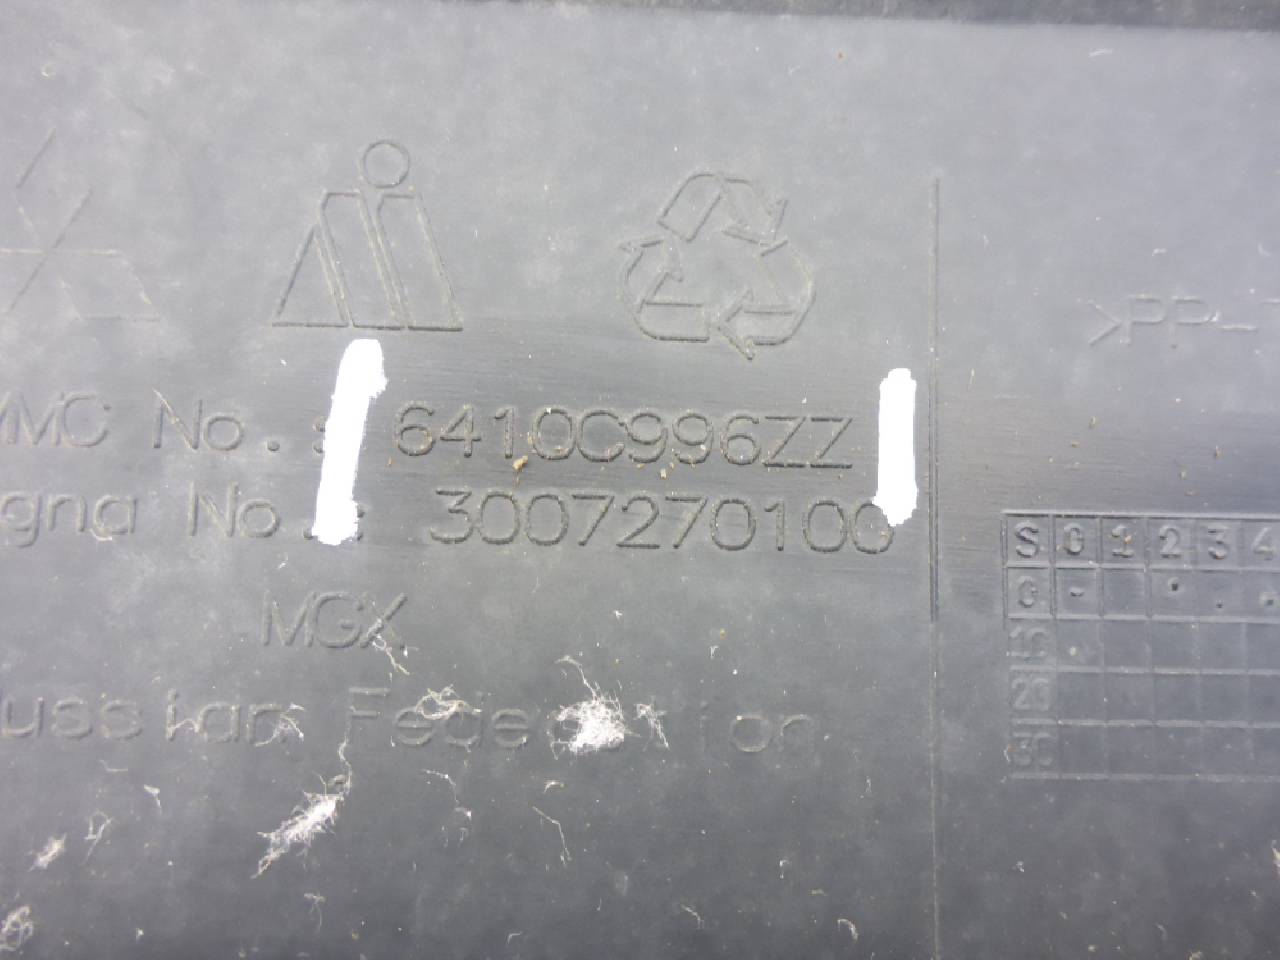 MMC No.: 6410C996ZZ
gna No.: 3007270100
MGX
ussian Federation
>PP-
S 0 1 2 3 4
0
10
20
30